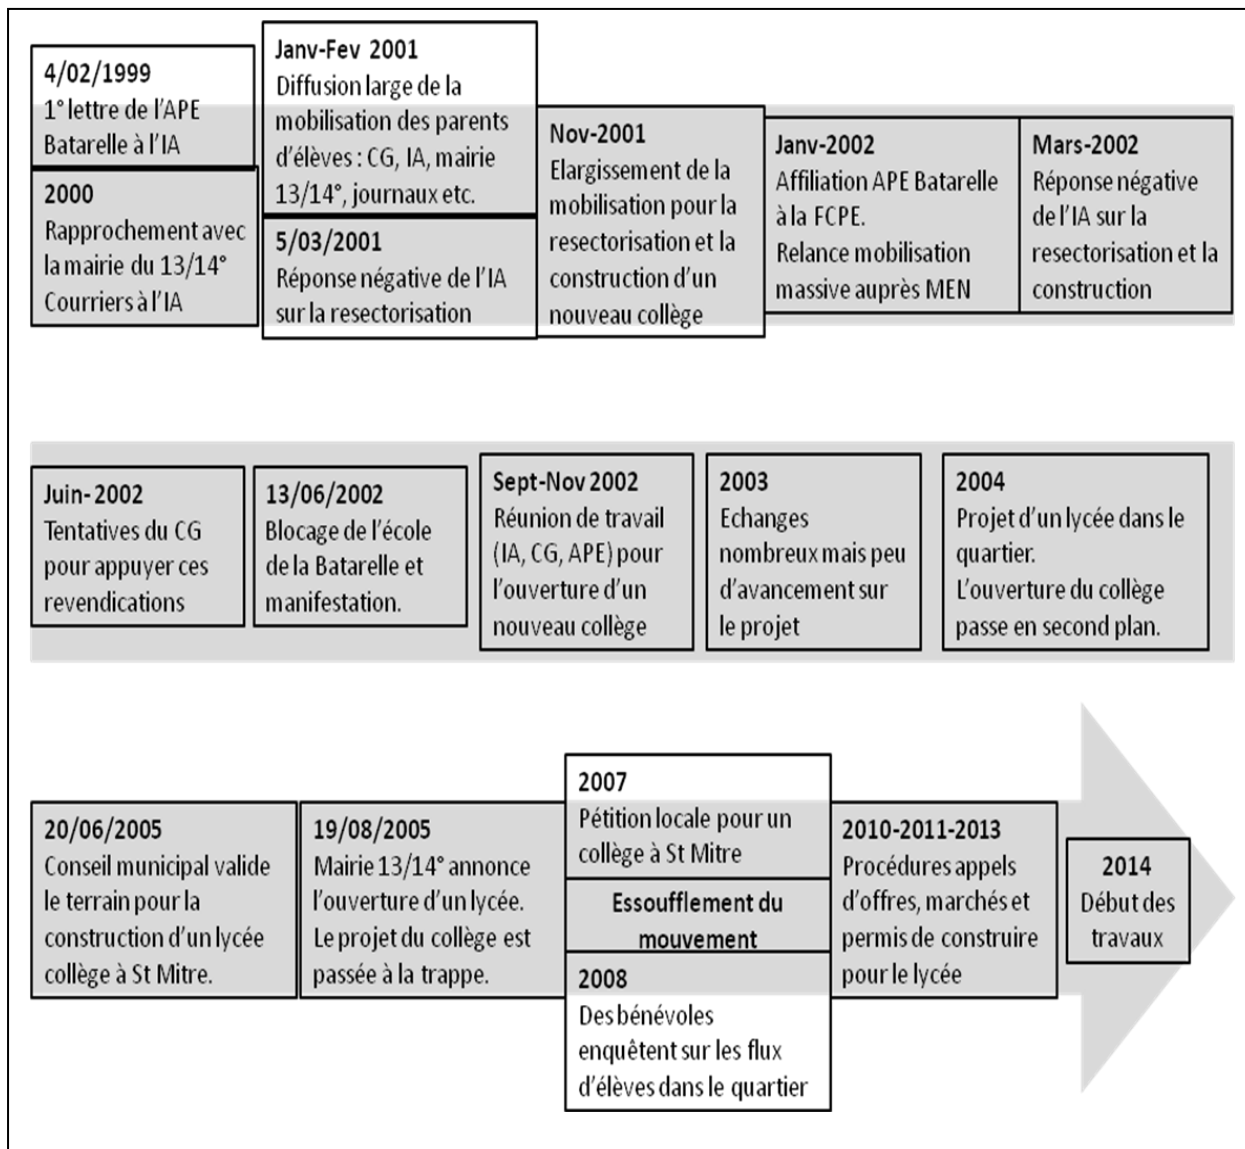 4/02/1999
1° lettre de l'APE
Batarelle à l'IA
2000
Rapprochement avec
la mairie du 13/14°
Courriers à l'IA
Janv-Fev 2001
Diffusion large de la
mobilisation des parents
d'élèves : CG, IA, mairie
13/14°, journaux etc.
5/03/2001
Réponse négative de l'IA
sur la resectorisation
Nov-2001
Elargissement de la
mobilisation pour la
resectorisation et la
construction d'un
nouveau collège
Janv-2002
Affiliation APE Batarelle
à la FCPE.
Relance mobilisation
massive auprès MEN
Mars-2002
Réponse négative
de l'IA sur la
resectorisation et la
construction
Juin- 2002
Tentatives du CG
pour appuyer ces
revendications
13/06/2002
Blocage de l'école
de la Batarelle et
manifestation.
Sept-Nov 2002
Réunion de travail
(IA, CG, APE) pour
l'ouverture d'un
nouveau collège
2003
Echanges
nombreux mais peu
d'avancement sur
le projet
2004
Projet d'un lycée dans le
quartier.
L'ouverture du collège
passe en second plan.
20/06/2005
Conseil municipal valide
le terrain pour la
construction d'un lycée
collège à St Mitre.
19/08/2005
Mairie 13/14° annonce
l'ouverture d'un lycée.
Le projet du collège est
passée à la trappe.
2007
Pétition locale pour un
collège à St Mitre
Essoufflement du
mouvement
2008
Des bénévoles
enquêtent sur les flux
d'élèves dans le quartier
2010-2011-2013
Procédures appels
d'offres, marchés et
permis de construire
pour le lycée
2014
Début des
travaux